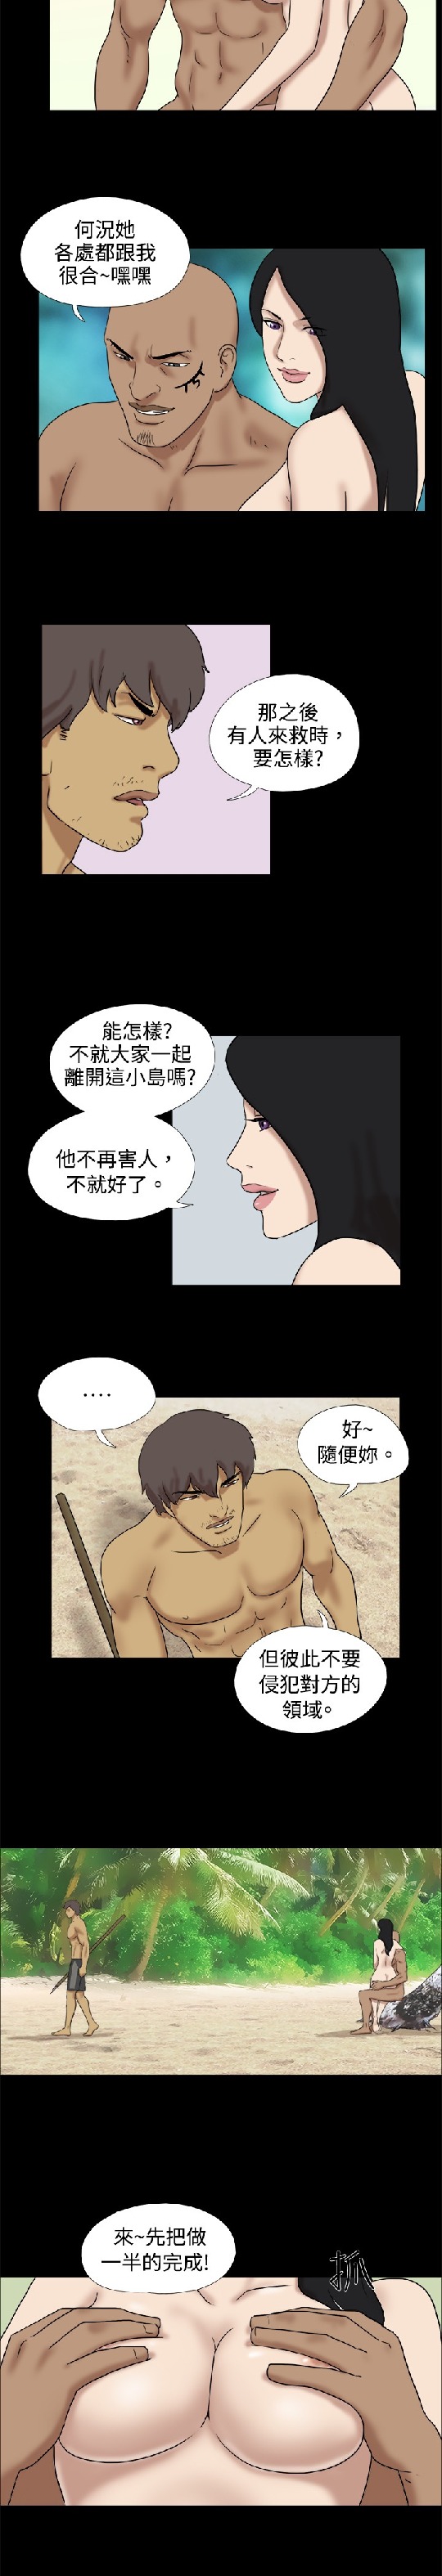 何況她
各處都跟我
很合~嘿嘿
那之後
有人來救時，
要怎樣?
能怎樣?
不就大家一起
離開這小島嗎?
他不再害人，
不就好了。
....
好~
隨便妳。
但彼此不要
侵犯對方的
領域。
來~先把做
一半的完成!
抓